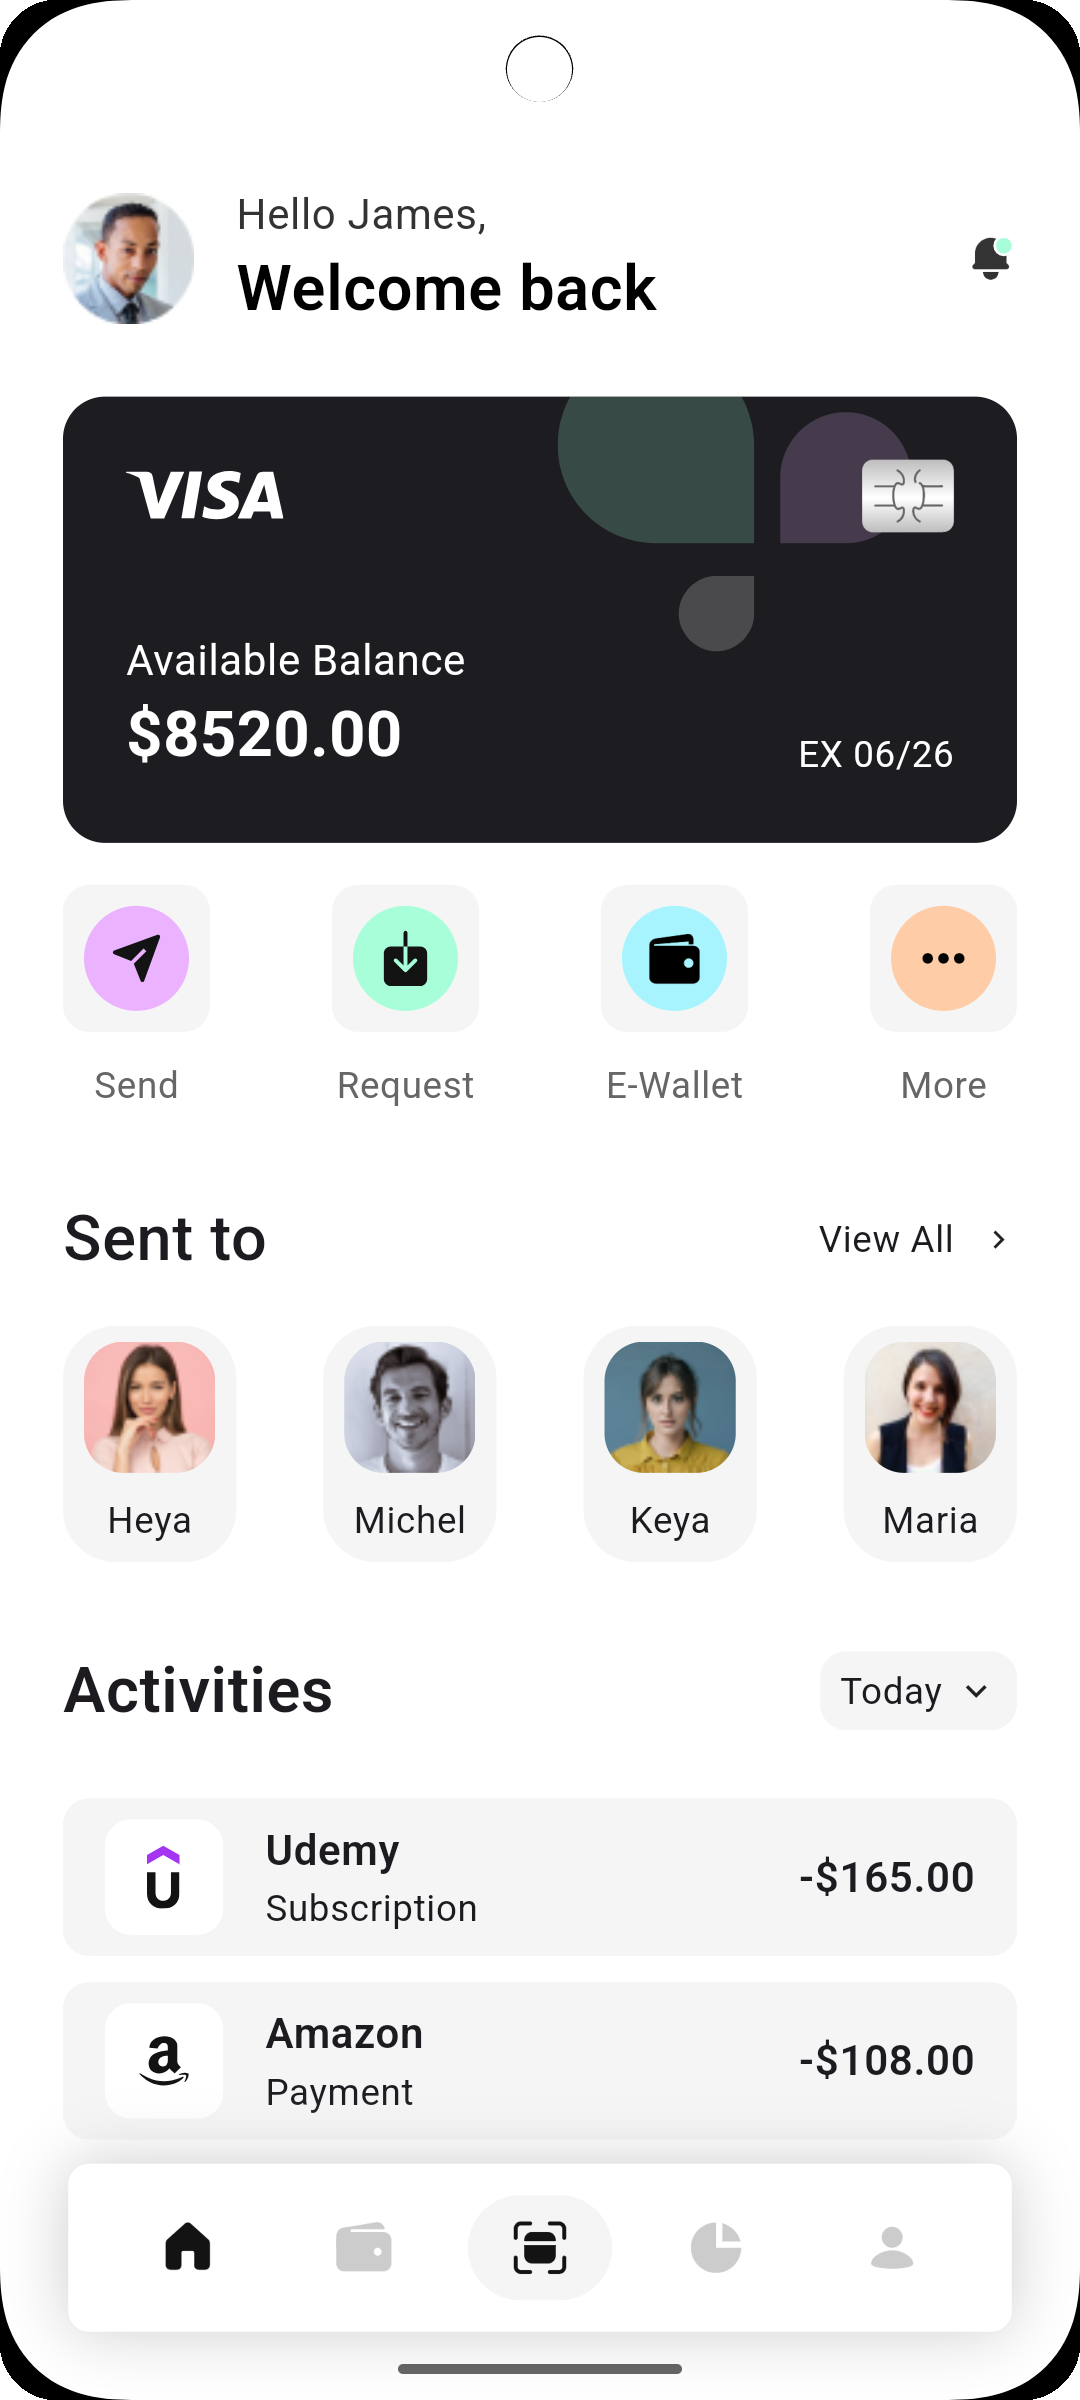 Hello James,
Welcome back
VISA
Available Balance
$8520.00
EX 06/26
Send
Request
E-Wallet
More
Sent to
View All
Heya
Michel
Keya
Maria
Activities
Today
Udemy
Subscription
-$165.00
Amazon
Payment
-$108.00